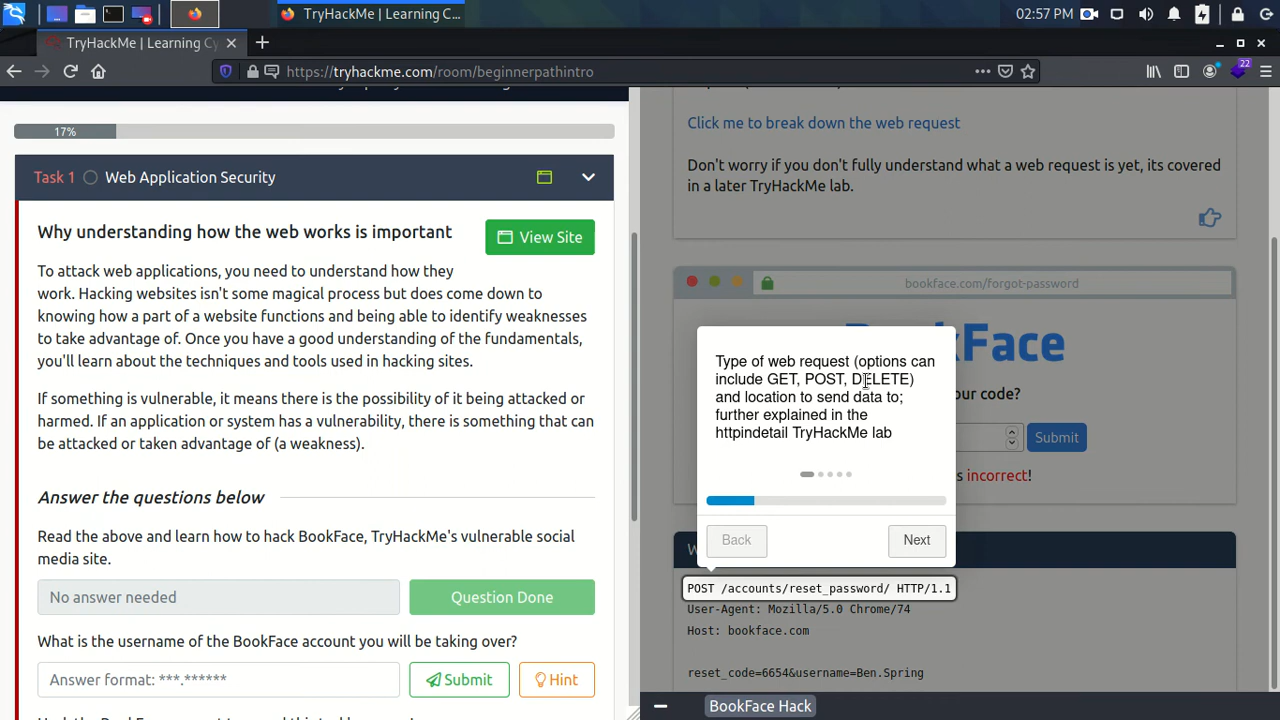 TryHackMe | Learning C…
02:57 PM
TryHackMe | Learning Cy
https://tryhackme.com/room/beginnerpathintro
22
17%
Task 1
Web Application Security
Why understanding how the web works is important
View Site
To attack web applications, you need to understand how they
work. Hacking websites isn't some magical process but does come down to
knowing how a part of a website functions and being able to identify weaknesses
to take advantage of. Once you have a good understanding of the fundamentals,
you'll learn about the techniques and tools used in hacking sites.
If something is vulnerable, it means there is the possibility of it being attacked or
harmed. If an application or system has a vulnerability, there is something that can
be attacked or taken advantage of (a weakness).
Answer the questions below
Read the above and learn how to hack BookFace, TryHackMe's vulnerable social
media site.
No answer needed
Question Done
What is the username of the BookFace account you will be taking over?
Answer format: ***.******
Submit
Hint
Click me to break down the web request
Don't worry if you don't fully understand what a web request is yet, its covered
in a later TryHackMe lab.
bookface.com/forgot-password
kFace
your code?
Submit
s incorrect!
Type of web request (options can
include GET, POST, DELETE)
and location to send data to;
further explained in the
httpindetail TryHackMe lab
Back
Next
POST /accounts/reset_password/ HTTP/1.1
User-Agent: Mozilla/5.0 Chrome/74
Host: bookface.com
reset_code=6654&username=Ben.Spring
BookFace Hack